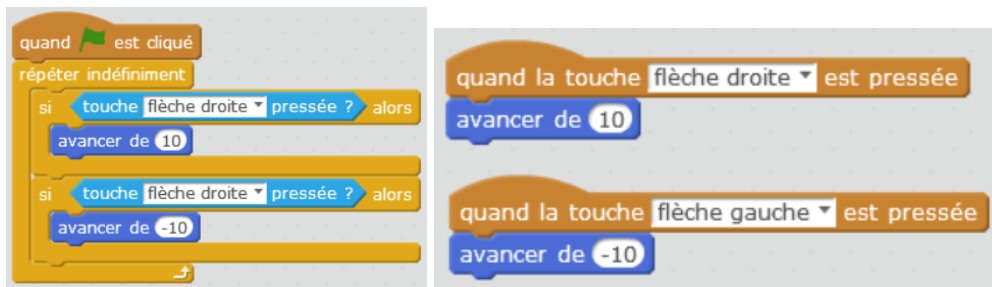 quand est cliqué
répéter indéfiniment
si touche flèche droite pressée ? alors
avancer de 10
si touche flèche droite pressée ? alors
avancer de -10
quand la touche flèche droite est pressée
avancer de 10
quand la touche flèche gauche est pressée
avancer de -10